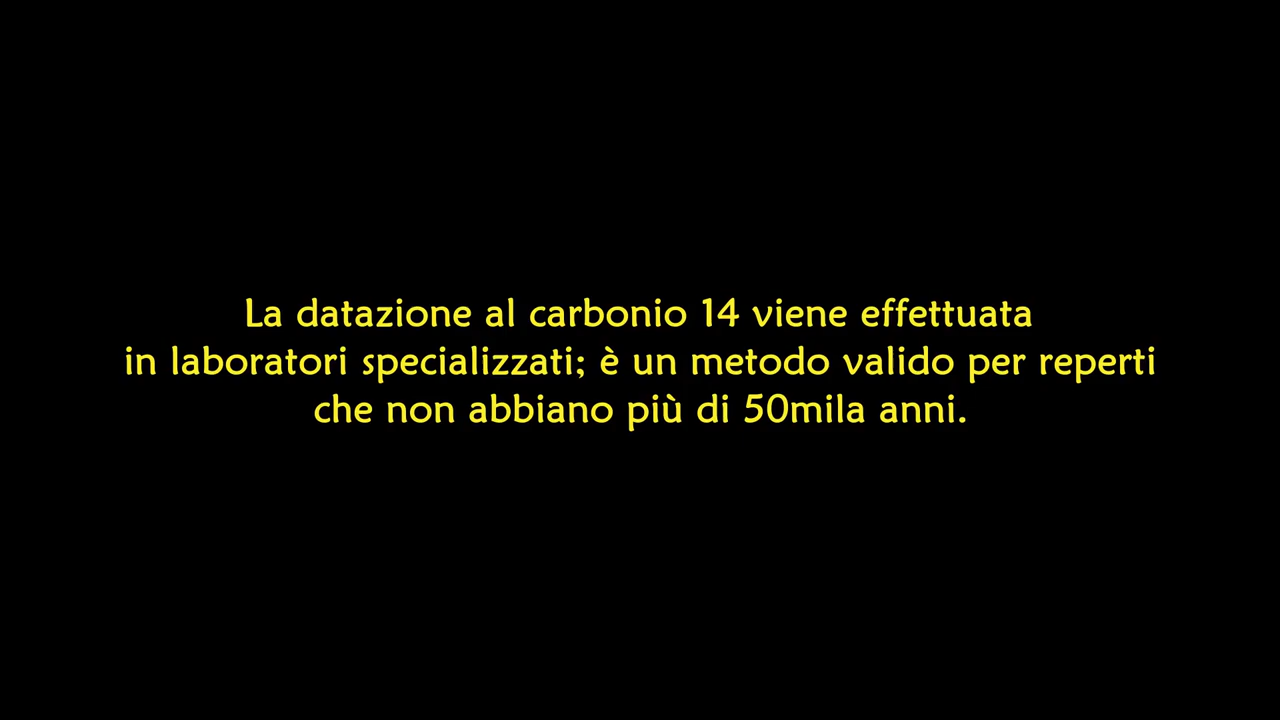 La datazione al carbonio 14 viene effettuata
in laboratori specializzati; è un metodo valido per reperti
che non abbiano più di 50mila anni.